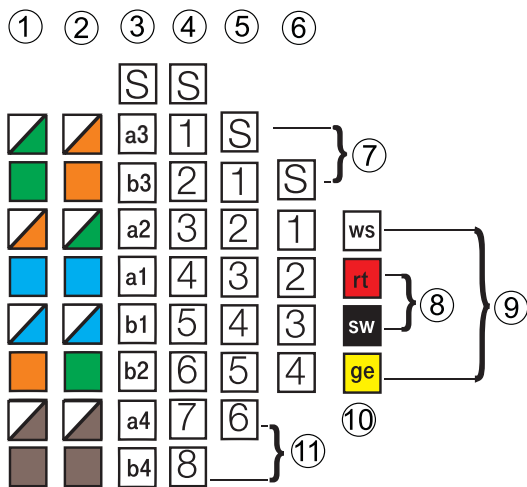 ① ② ③ ④ ⑤ ⑥
S S
a3 1 S
⑦
b3 2 1 S
a2 3 2 1 ws
a1 4 3 2 rt
⑧ ⑨
b1 5 4 3 sw
b2 6 5 4 ge
a4 7 6 ⑩
⑪
b4 8